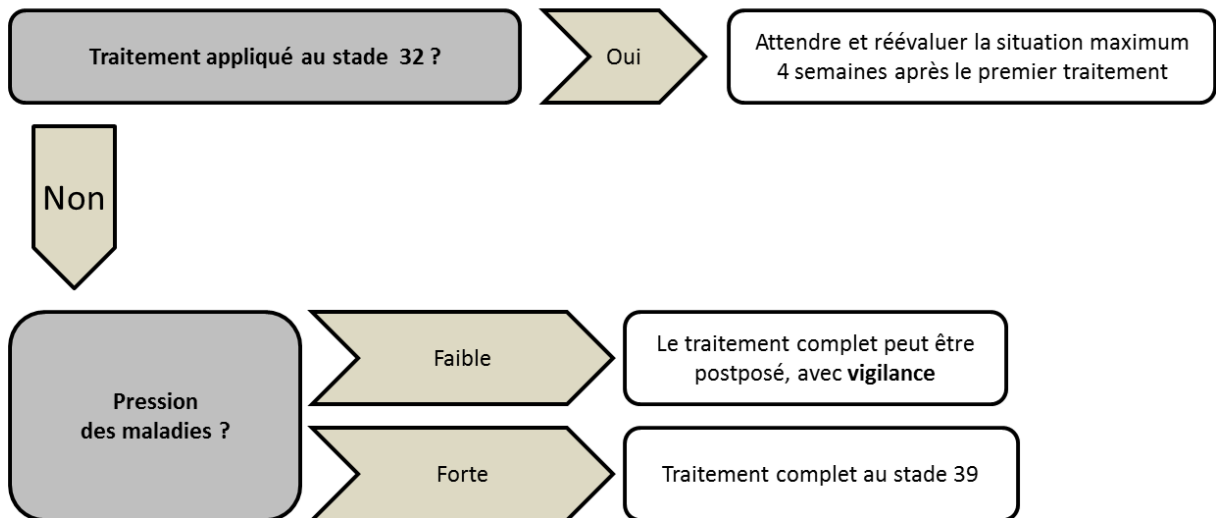 Traitement appliqué au stade 32 ?
Oui
Attendre et réévaluer la situation maximum
4 semaines après le premier traitement
Non
Pression
des maladies ?
Faible
Le traitement complet peut être
postposé, avec vigilance
Forte
Traitement complet au stade 39